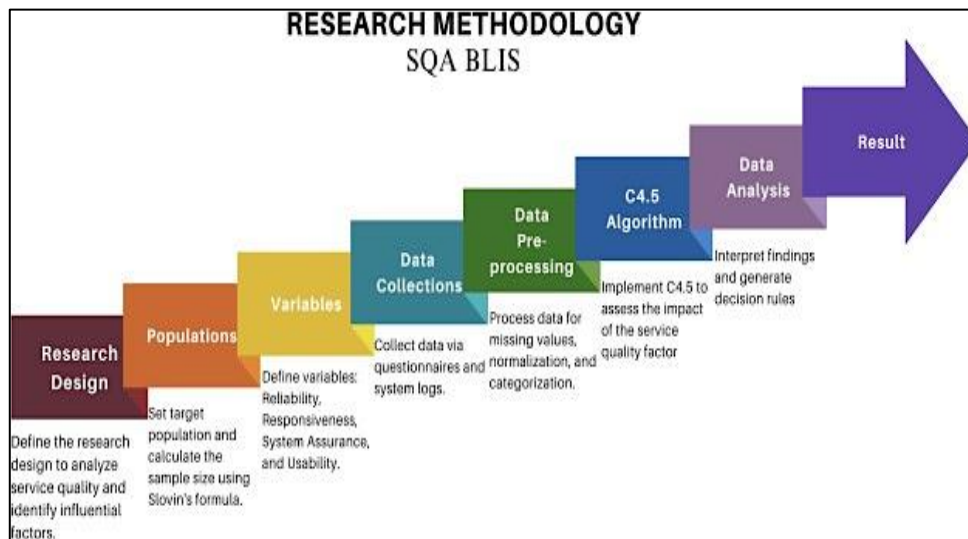 RESEARCH METHODOLOGY
SQA BLIS
Research
Design
Define the research
design to analyze
service quality and
identify influential
factors.
Populations
Set target
population and
calculate the
sample size using
Slovin's formula.
Variables
Define variables:
Reliability,
Responsiveness,
System Assurance,
and Usability.
Data
Collections
Collect data via
questionnaires and
system logs.
Data
Pre-
processing
Process data for
missing values,
normalization, and
categorization.
C4.5
Algorithm
Implement C4.5 to
assess the impact
of the service
quality factor
Data
Analysis
Interpret findings
and generate
decision rules
Result